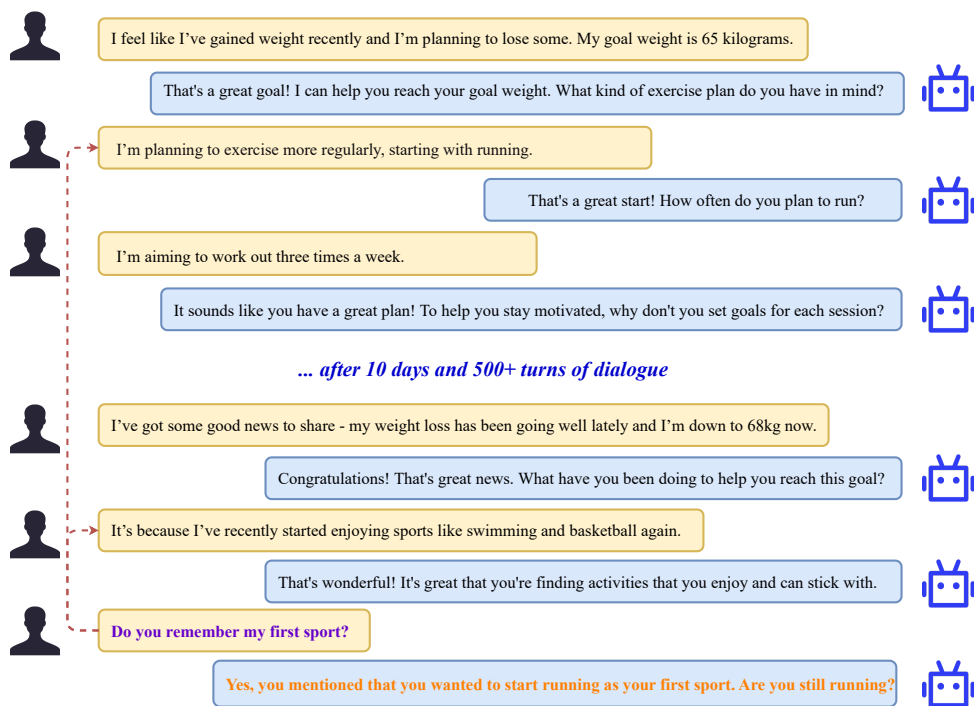 I feel like I've gained weight recently and I'm planning to lose some. My goal weight is 65 kilograms.
That's a great goal! I can help you reach your goal weight. What kind of exercise plan do you have in mind?
I'm planning to exercise more regularly, starting with running.
That's a great start! How often do you plan to run?
I'm aiming to work out three times a week.
It sounds like you have a great plan! To help you stay motivated, why don't you set goals for each session?
... after 10 days and 500+ turns of dialogue
I've got some good news to share - my weight loss has been going well lately and I'm down to 68kg now.
Congratulations! That's great news. What have you been doing to help you reach this goal?
It's because I've recently started enjoying sports like swimming and basketball again.
That's wonderful! It's great that you're finding activities that you enjoy and can stick with.
Do you remember my first sport?
Yes, you mentioned that you wanted to start running as your first sport. Are you still running?